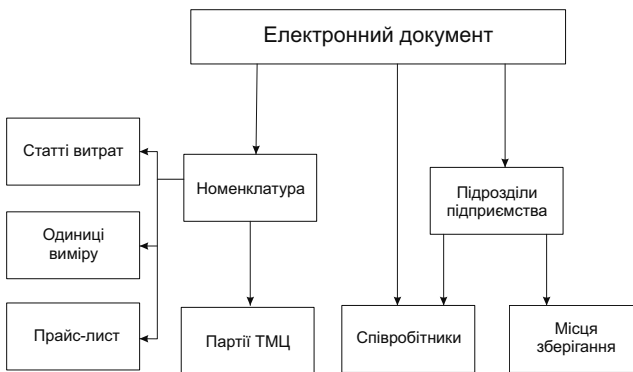 Електронний документ
Статті витрат
Номенклатура
Підрозділи
підприємства
Одиниці
виміру
Прайс-лист
Партії ТМЦ
Співробітники
Місця
зберігання